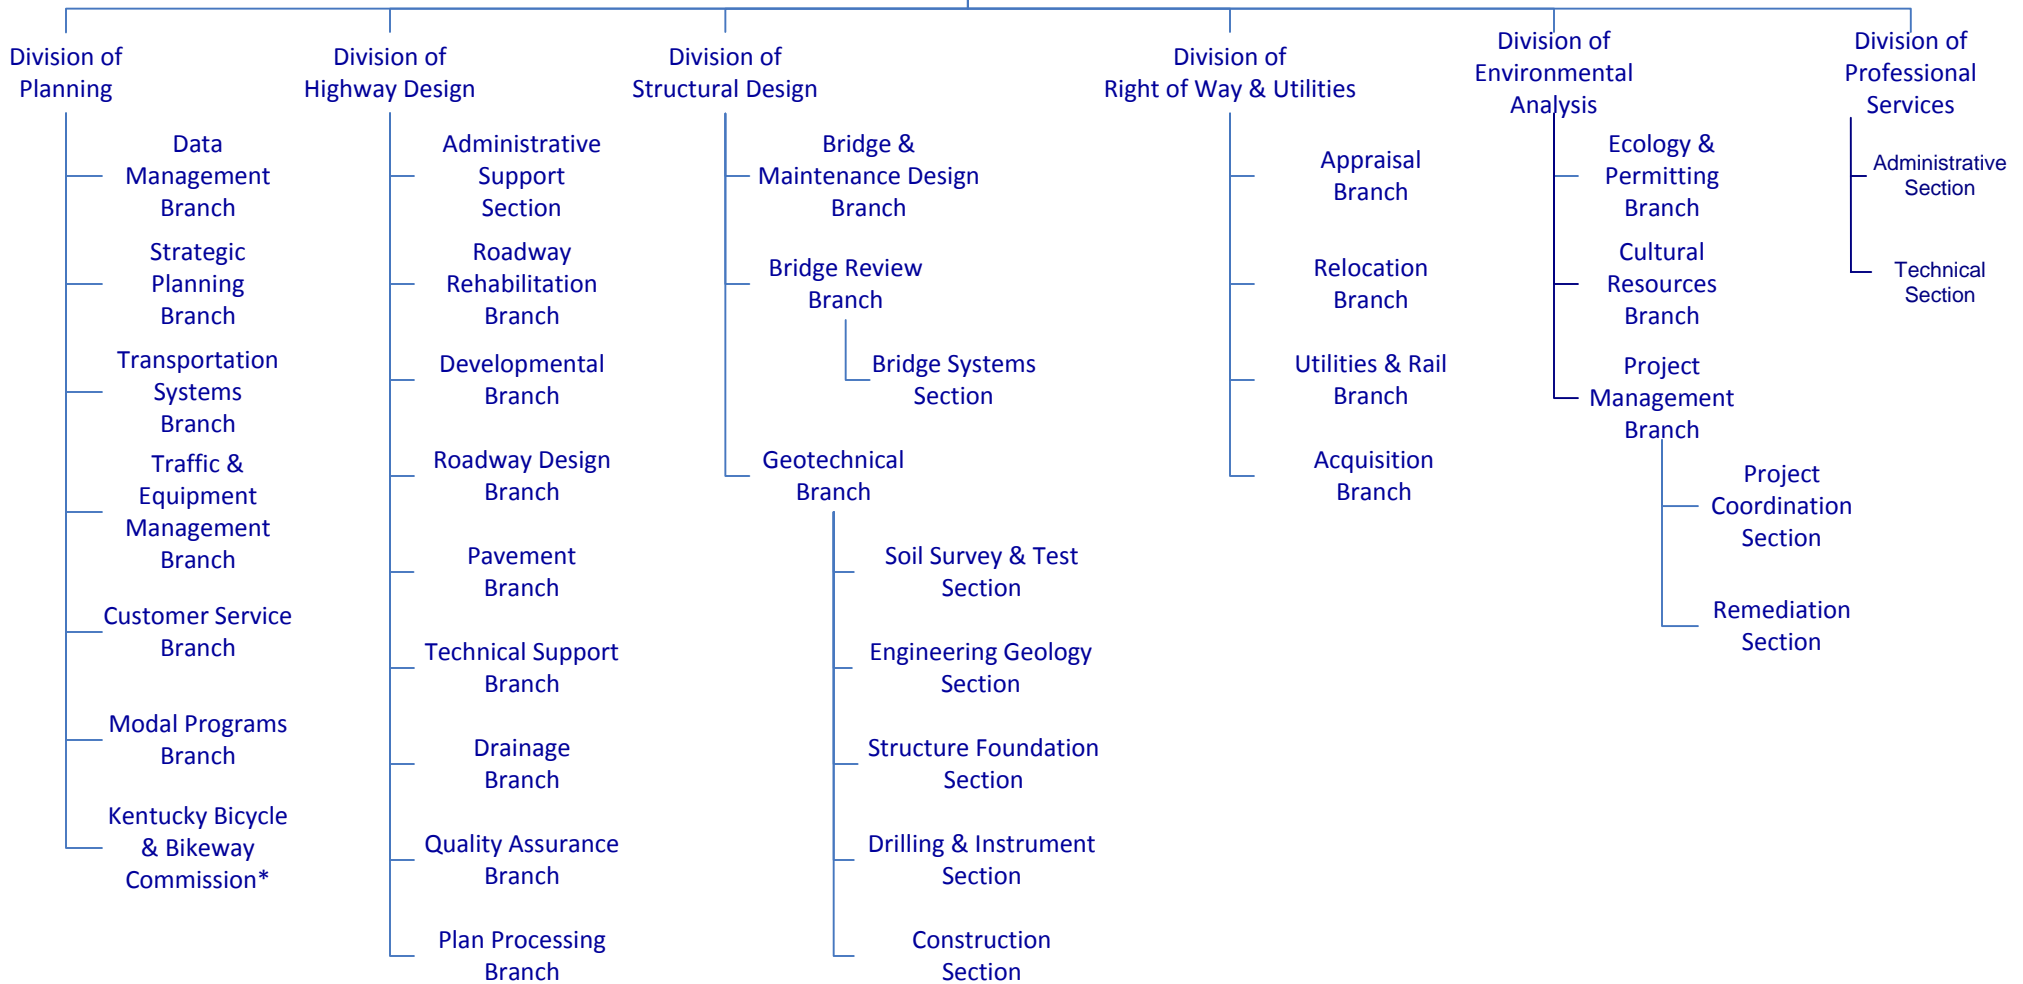 Division of
Planning
Data
Management
Branch
Strategic
Planning
Branch
Transportation
Systems
Branch
Traffic &
Equipment
Management
Branch
Customer Service
Branch
Modal Programs
Branch
Kentucky Bicycle
& Bikeway
Commission*
Division of
Highway Design
Administrative
Support
Section
Roadway
Rehabilitation
Branch
Developmental
Branch
Roadway Design
Branch
Pavement
Branch
Technical Support
Branch
Drainage
Branch
Quality Assurance
Branch
Plan Processing
Branch
Division of
Structural Design
Bridge &
Maintenance Design
Branch
Bridge Review
Branch
Bridge Systems
Section
Geotechnical
Branch
Soil Survey & Test
Section
Engineering Geology
Section
Structure Foundation
Section
Drilling & Instrument
Section
Construction
Section
Division of
Right of Way & Utilities
Appraisal
Branch
Relocation
Branch
Utilities & Rail
Branch
Acquisition
Branch
Division of
Environmental
Analysis
Ecology &
Permitting
Branch
Cultural
Resources
Branch
Project
Management
Branch
Project
Coordination
Section
Remediation
Section
Division of
Professional
Services
Administrative
Section
Technical
Section